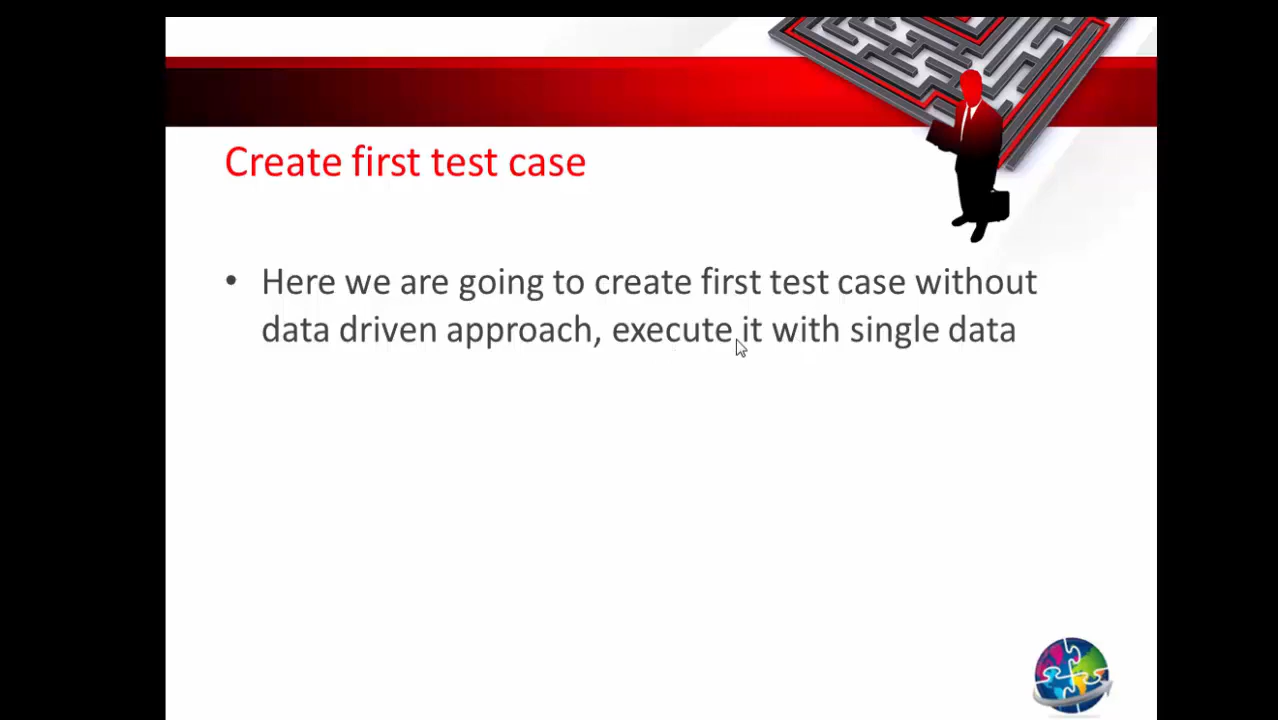 Create first test case
• Here we are going to create first test case without
data driven approach, execute it with single data